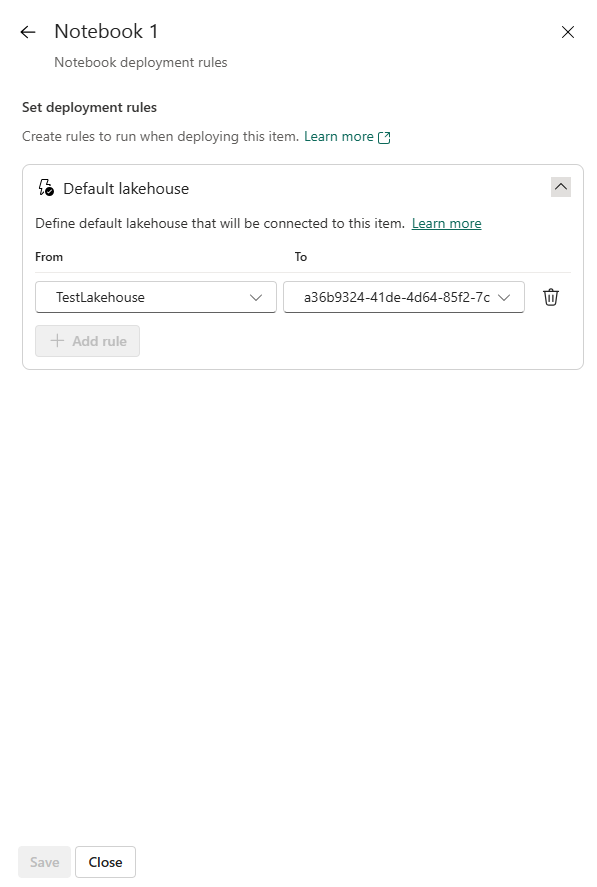 Notebook 1
Notebook deployment rules
Set deployment rules
Create rules to run when deploying this item. Learn more
Default lakehouse
Define default lakehouse that will be connected to this item. Learn more
From To
TestLakehouse a36b9324-41de-4d64-85f2-7c
Add rule
Save Close